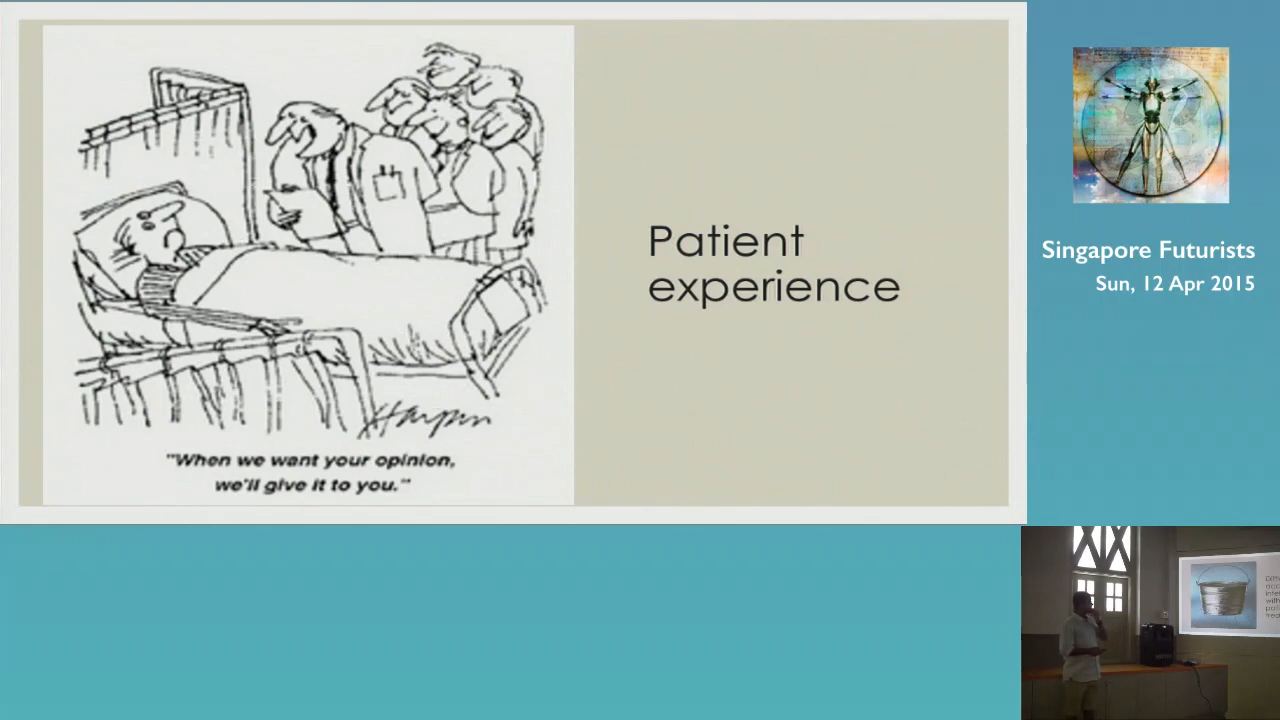 "When we want your opinion,
we'll give it to you."
Patient
experience
Singapore Futurists
Sun, 12 Apr 2015